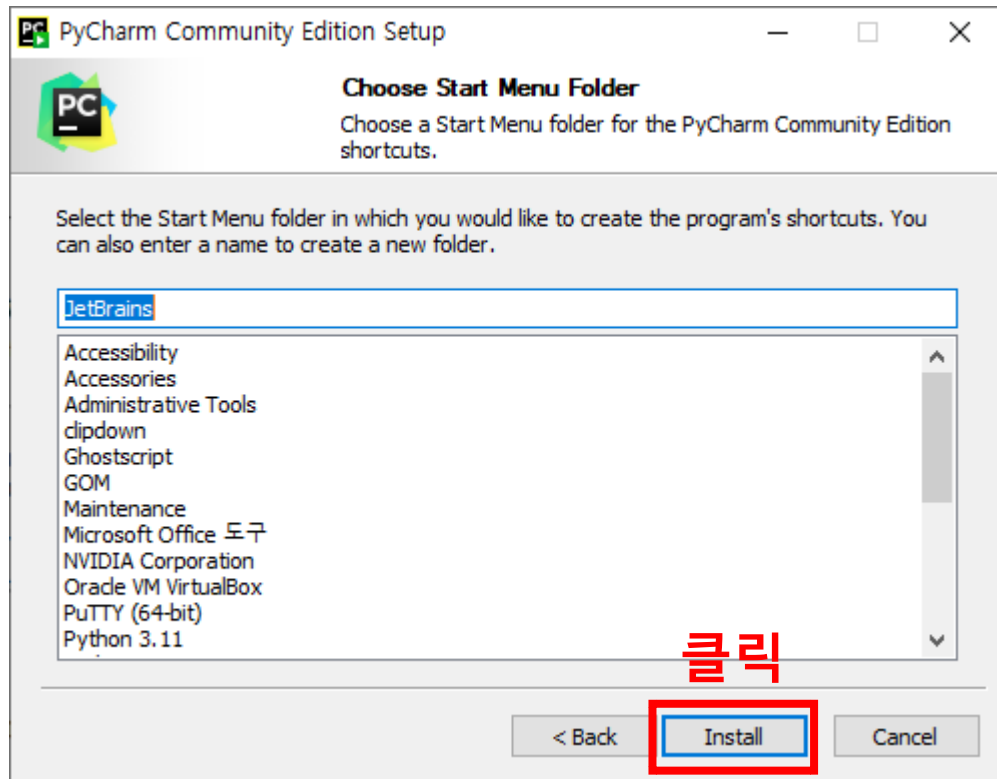 PyCharm Community Edition Setup
PC
Choose Start Menu Folder
Choose a Start Menu folder for the PyCharm Community Edition
shortcuts.
Select the Start Menu folder in which you would like to create the program's shortcuts. You
can also enter a name to create a new folder.
JetBrains
Accessibility
Accessories
Administrative Tools
clipdown
Ghostscript
GOM
Maintenance
Microsoft Office 도구
NVIDIA Corporation
Oracle VM VirtualBox
PuTTY (64-bit)
Python 3.11
클릭
< Back
Install
Cancel